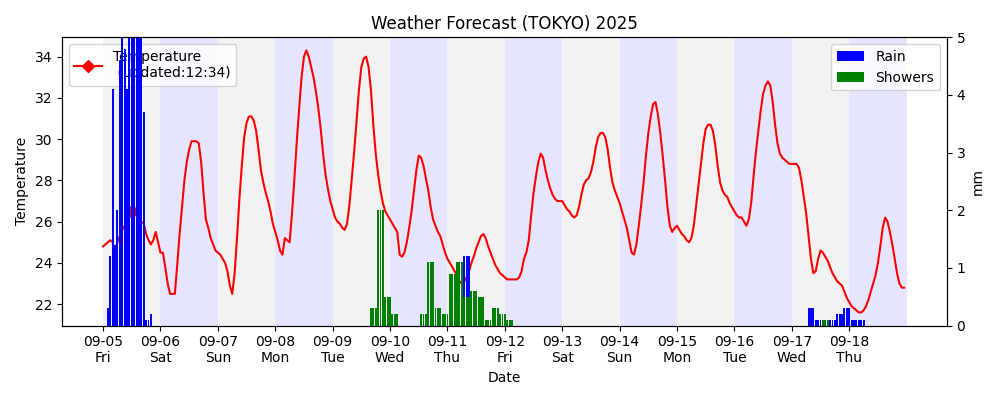 Weather Forecast (TOKYO) 2025
Temperature
(updated:12:34)
Rain
Showers
34
32
30
28
26
24
22
Temperature
5
4
3
2
1
0
mm
09-05 09-06 09-07 09-08 09-09 09-10 09-11 09-12 09-13 09-14 09-15 09-16 09-17 09-18
Fri Sat Sun Mon Tue Wed Thu Fri Sat Sun Mon Tue Wed Thu
Date